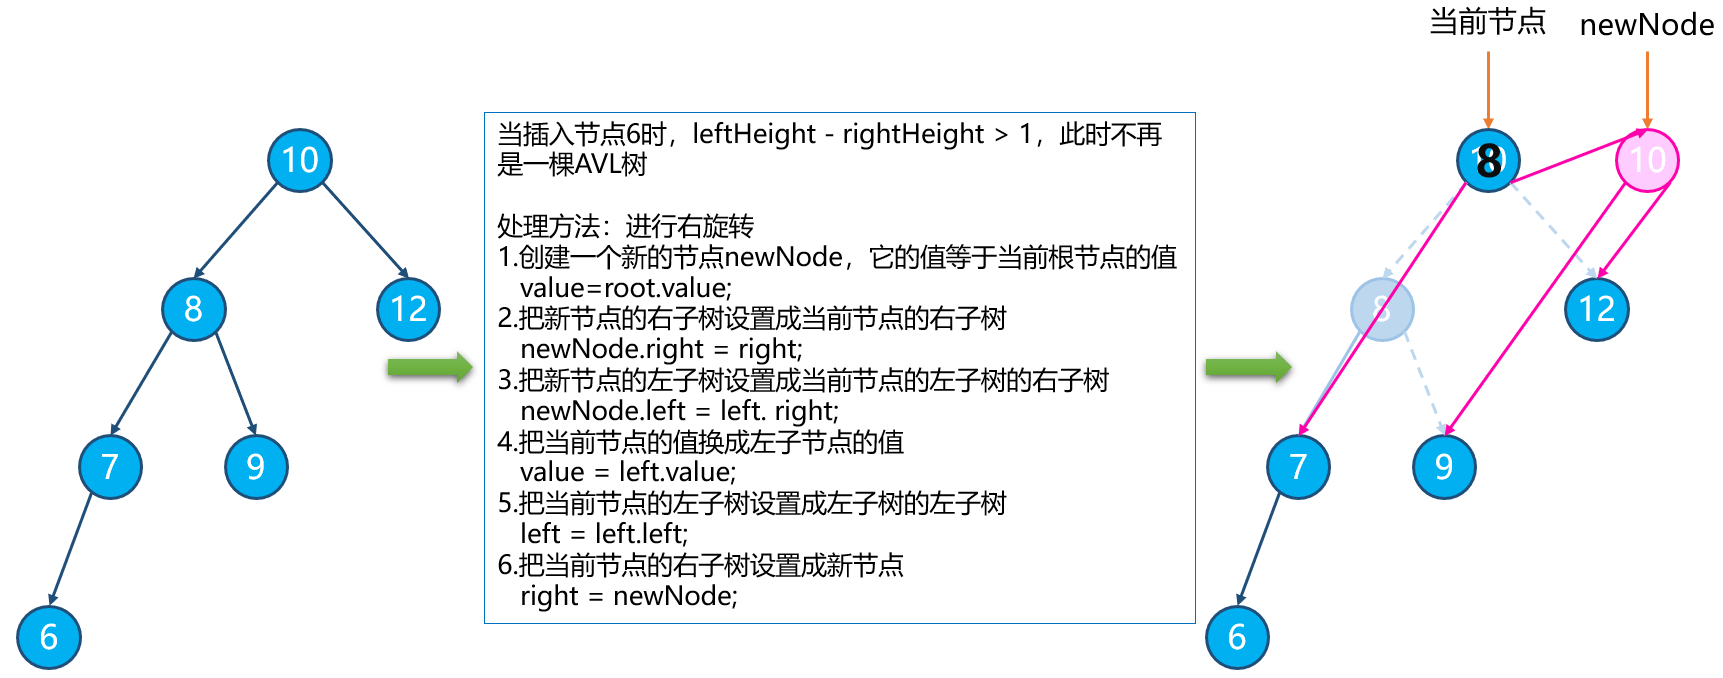 当前节点 newNode
10
8
12
7
9
6
当插入节点6时，leftHeight - rightHeight > 1，此时不再
是一棵AVL树
处理方法：进行右旋转
1.创建一个新的节点newNode，它的值等于当前根节点的值
value=root.value;
2.把新节点的右子树设置成当前节点的右子树
newNode.right = right;
3.把新节点的左子树设置成当前节点的左子树的右子树
newNode.left = left. right;
4.把当前节点的值换成左子节点的值
value = left.value;
5.把当前节点的左子树设置成左子树的左子树
left = left.left;
6.把当前节点的右子树设置成新节点
right = newNode;
10
8
10
8
12
7
9
6